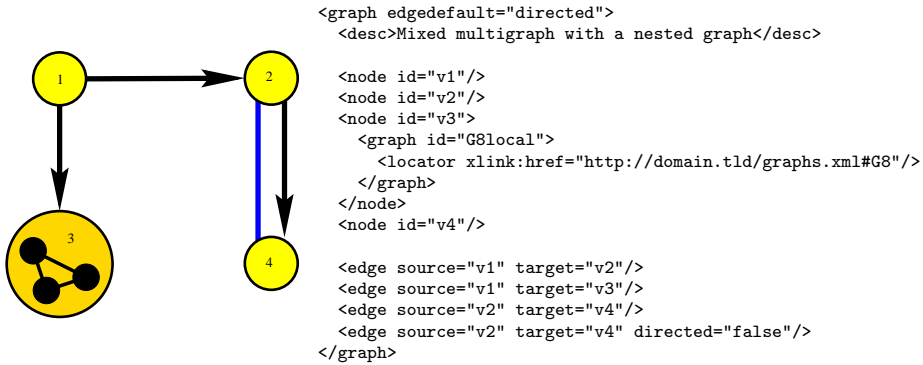 1
2
3
4
<graph edgedefault="directed">
  <desc>Mixed multigraph with a nested graph</desc>

  <node id="v1"/>
  <node id="v2"/>
  <node id="v3">
    <graph id="G8local">
      <locator xlink:href="http://domain.tld/graphs.xml#G8"/>
    </graph>
  </node>
  <node id="v4"/>

  <edge source="v1" target="v2"/>
  <edge source="v1" target="v3"/>
  <edge source="v2" target="v4"/>
  <edge source="v2" target="v4" directed="false"/>
</graph>